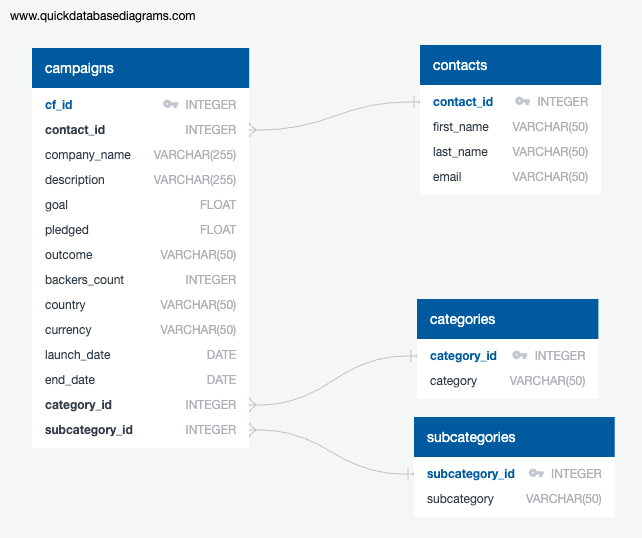 www.quickdatabasediagrams.com
campaigns
cf_id INTEGER
contact_id INTEGER
company_name VARCHAR(255)
description VARCHAR(255)
goal FLOAT
pledged FLOAT
outcome VARCHAR(50)
backers_count INTEGER
country VARCHAR(50)
currency VARCHAR(50)
launch_date DATE
end_date DATE
category_id INTEGER
subcategory_id INTEGER
contacts
contact_id INTEGER
first_name VARCHAR(50)
last_name VARCHAR(50)
email VARCHAR(50)
categories
category_id INTEGER
category VARCHAR(50)
subcategories
subcategory_id INTEGER
subcategory VARCHAR(50)